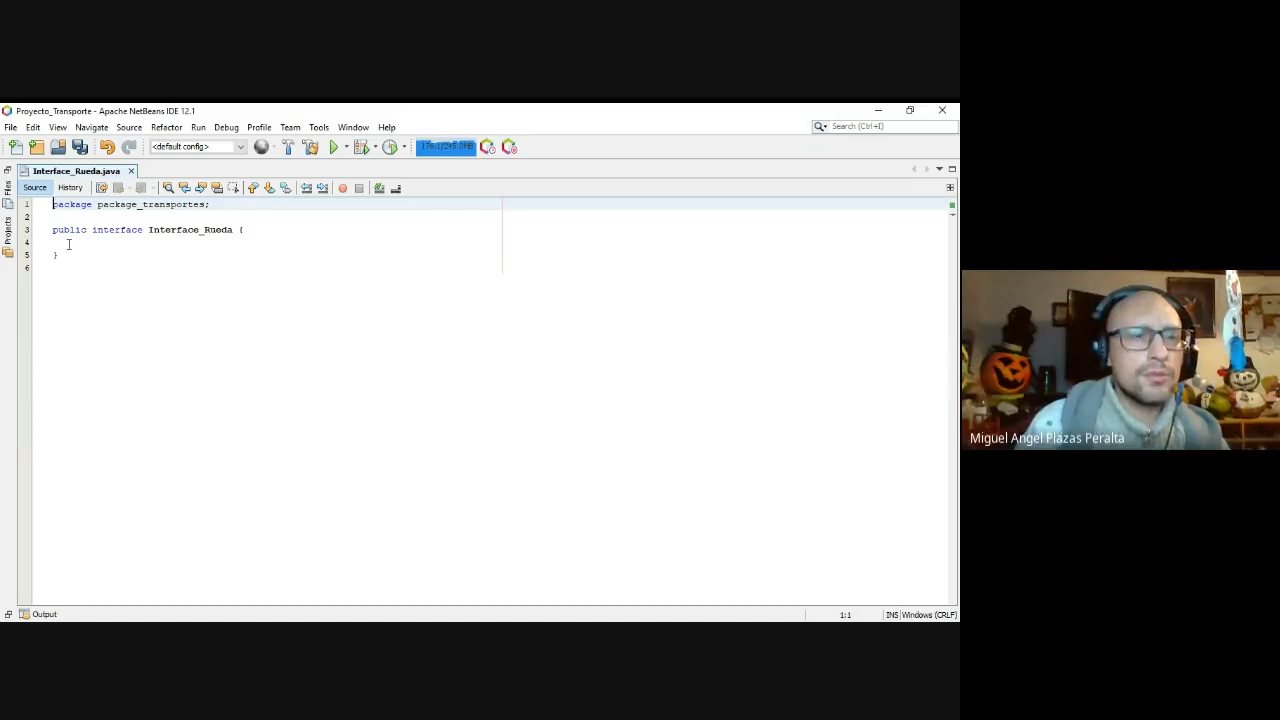 Proyecto_Transporte - Apache NetBeans IDE 12.1
File Edit View Navigate Source Refactor Run Debug Profile Team Tools Window Help
Search (Ctrl+I)
<default config>
Interface_Rueda.java
Source History
Files
Projects
1 package package_transportes;
2
3 public interface Interface_Rueda {
4
5 }
6
Miguel Angel Plazas Peralta
Output
1:1 INS Windows (CRLF)